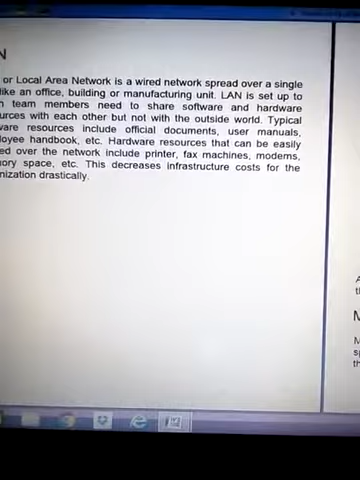 N
or Local Area Network is a wired network spread over a single
like an office, building or manufacturing unit. LAN is set up to
team members need to share software and hardware
urces with each other but not with the outside world. Typical
ware resources include official documents, user manuals,
loyee handbook, etc. Hardware resources that can be easily
ed over the network include printer, fax machines, modems,
ory space, etc. This decreases infrastructure costs for the
nization drastically.
A
th
M
M
sp
th